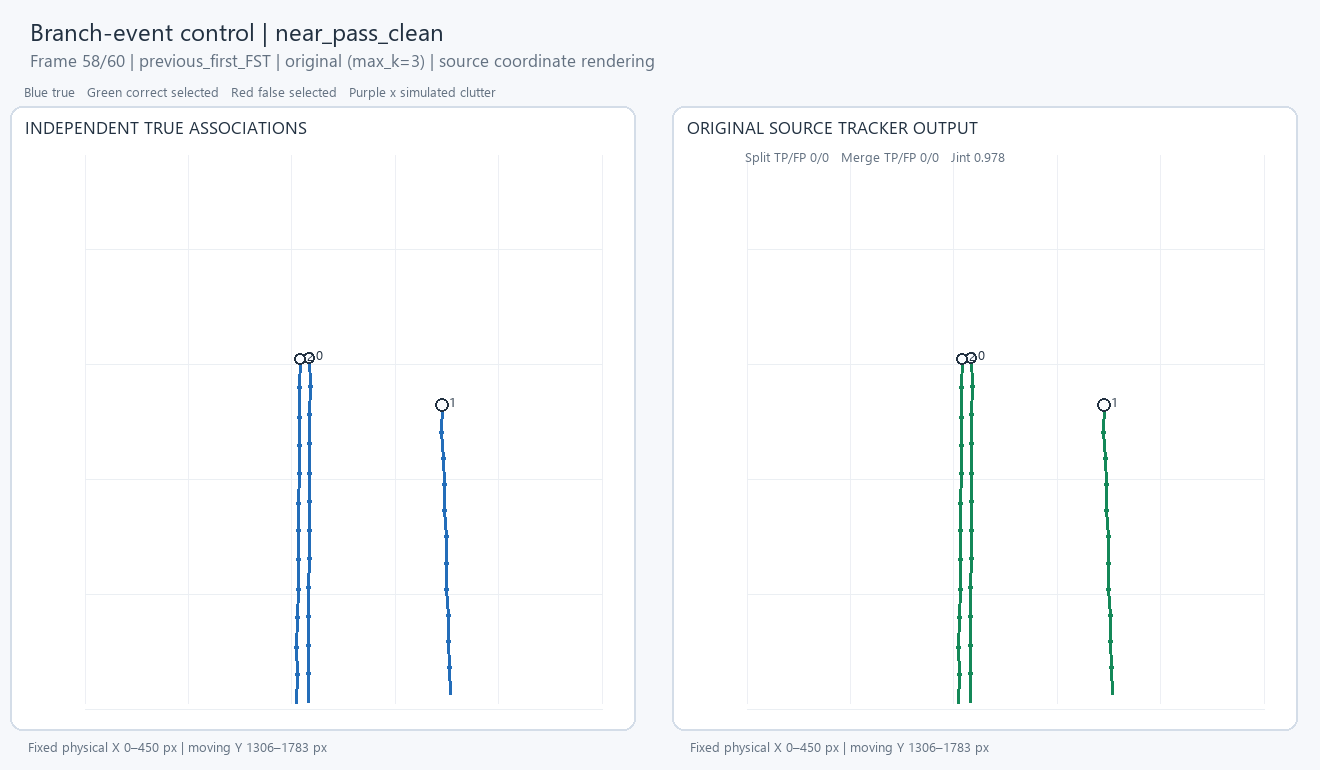 Branch-event control | near_pass_clean
Frame 58/60 | previous_first_FST | original (max_k=3) | source coordinate rendering
Blue true Green correct selected Red false selected Purple x simulated clutter
INDEPENDENT TRUE ASSOCIATIONS
0
1
Fixed physical X 0–450 px | moving Y 1306–1783 px
ORIGINAL SOURCE TRACKER OUTPUT
Split TP/FP 0/0 Merge TP/FP 0/0 Jint 0.978
0
1
Fixed physical X 0–450 px | moving Y 1306–1783 px